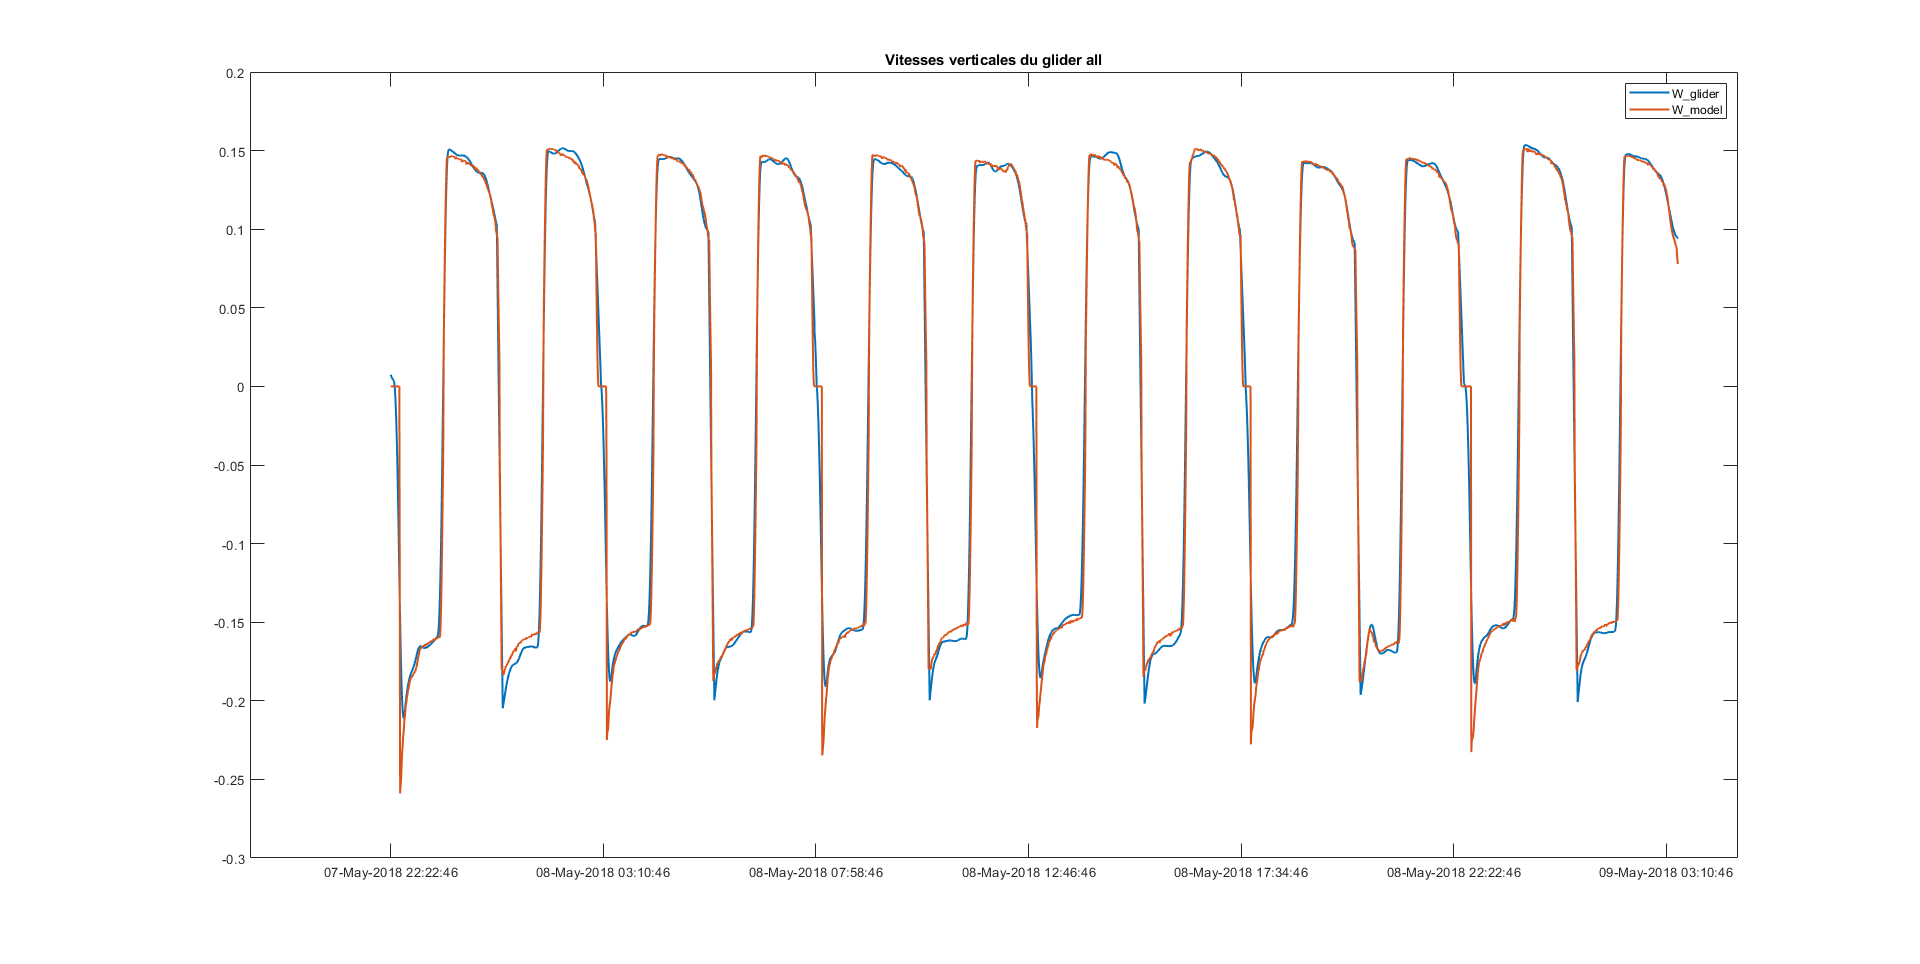 Vitesses verticales du glider all
W_glider
W_model
0.2
0.15
0.1
0.05
0
-0.05
-0.1
-0.15
-0.2
-0.25
-0.3
07-May-2018 22:22:46
08-May-2018 03:10:46
08-May-2018 07:58:46
08-May-2018 12:46:46
08-May-2018 17:34:46
08-May-2018 22:22:46
09-May-2018 03:10:46